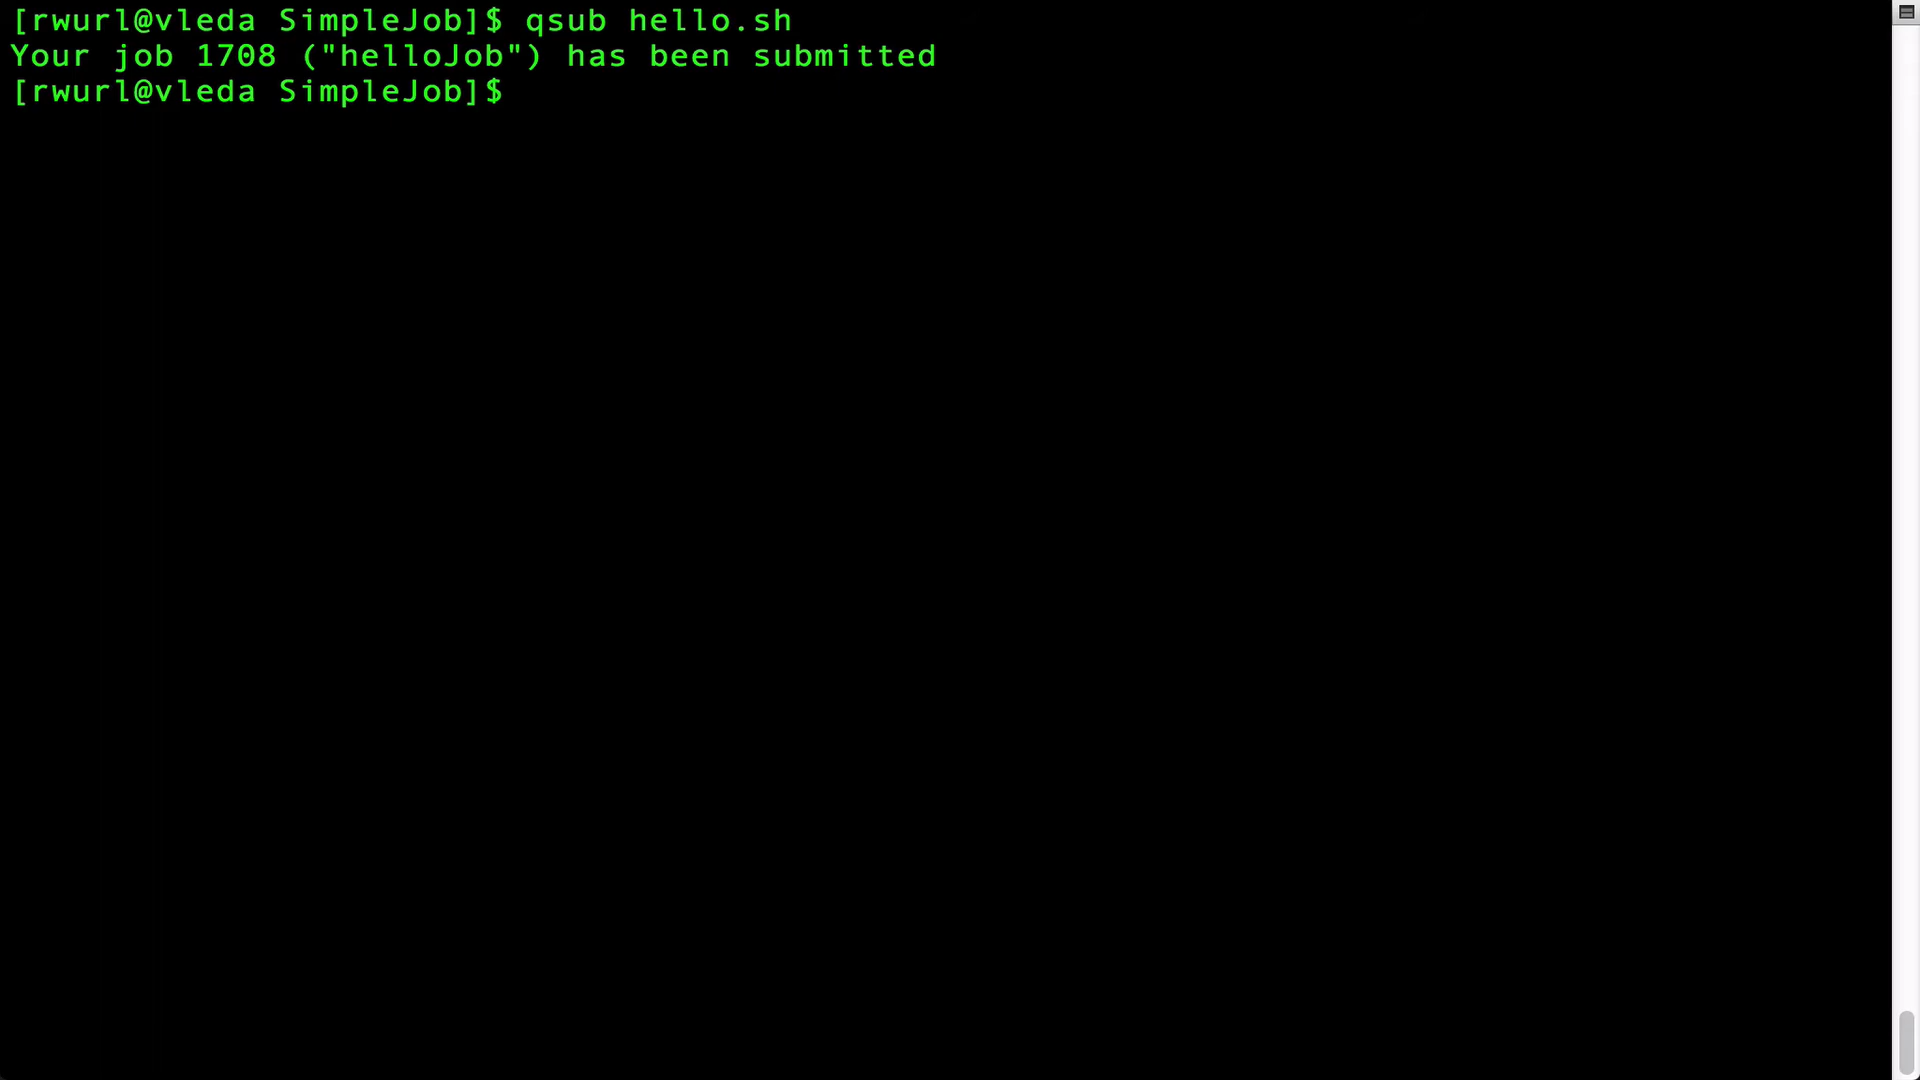 [rwurl@vleda SimpleJob]$ qsub hello.sh
Your job 1708 ("helloJob") has been submitted
[rwurl@vleda SimpleJob]$